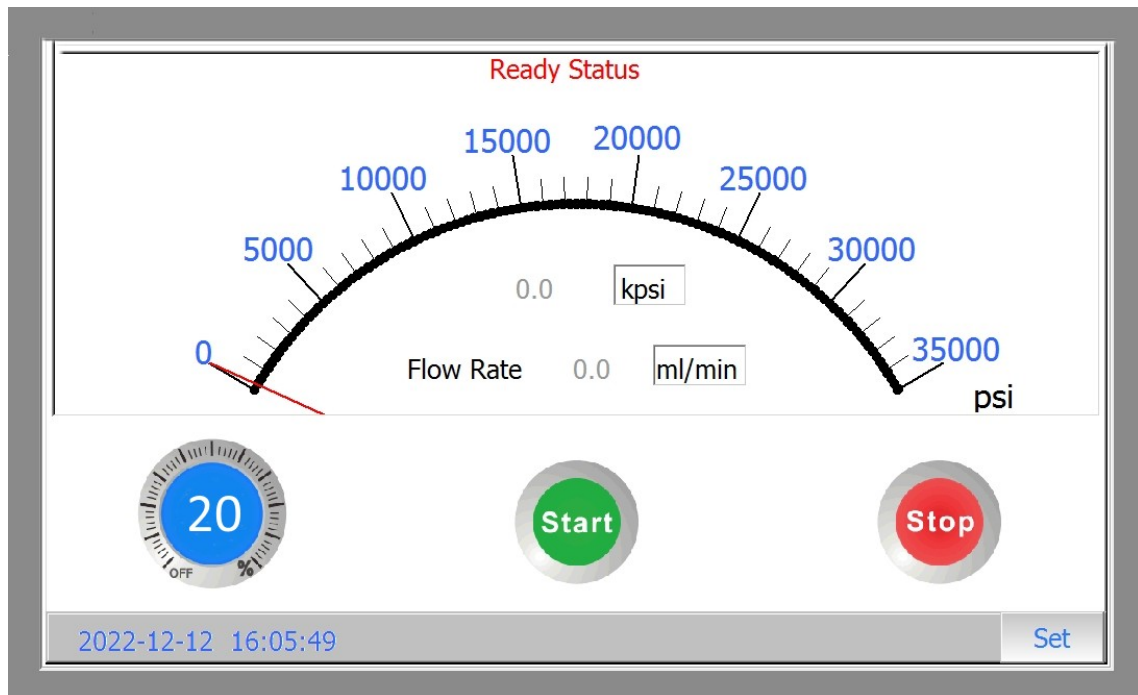 Ready Status
15000 20000
10000 25000
5000 30000
0.0 kpsi
0 35000
Flow Rate 0.0 ml/min
psi
20
Start
Stop
OFF %
2022-12-12 16:05:49
Set